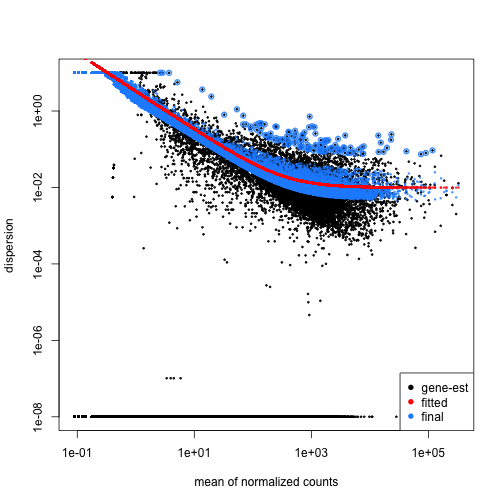 1e+00
1e-02
1e-04
1e-06
1e-08
dispersion
gene-est
fitted
final
1e-01 1e+01 1e+03 1e+05
mean of normalized counts